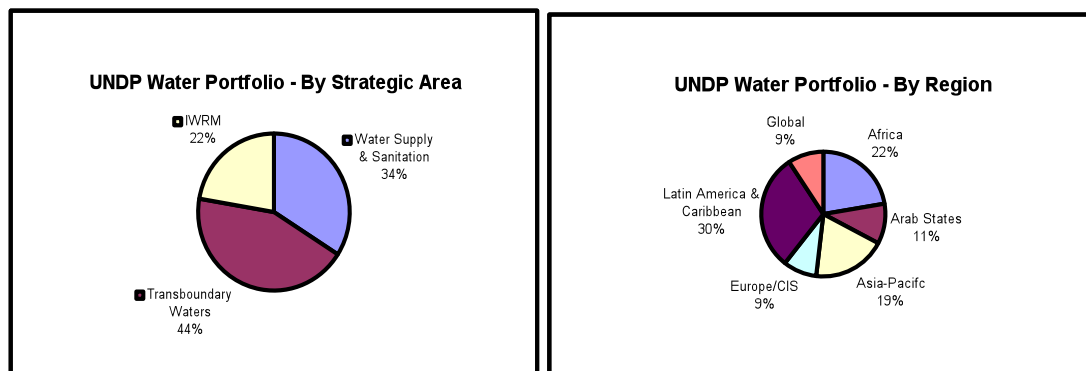 UNDP Water Portfolio - By Strategic Area
IWRM
22%
Water Supply
& Sanitation
34%
Transboundary
Waters
44%
UNDP Water Portfolio - By Region
Global
9%
Africa
22%
Latin America &
Caribbean
30%
Arab States
11%
Europe/CIS
9%
Asia-Pacifc
19%